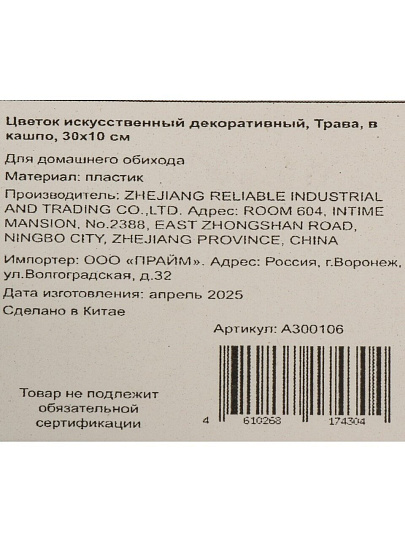 Цветок искусственный декоративный, Трава, в
кашпо, 30х10 см
Для домашнего обихода
Материал: пластик
Производитель: ZHEJIANG RELIABLE INDUSTRIAL
AND TRADING CO.,LTD. Адрес: ROOM 604, INTIME
MANSION, No.2388, EAST ZHONGSHAN ROAD,
NINGBO CITY, ZHEJIANG PROVINCE, CHINA
Импортер: ООО «ПРАЙМ». Адрес: Россия, г.Воронеж,
ул.Волгоградская, д.32
Дата изготовления: апрель 2025
Сделано в Китае
Артикул: А300106
Товар не подлежит
обязательной
сертификации
4 610268 174304